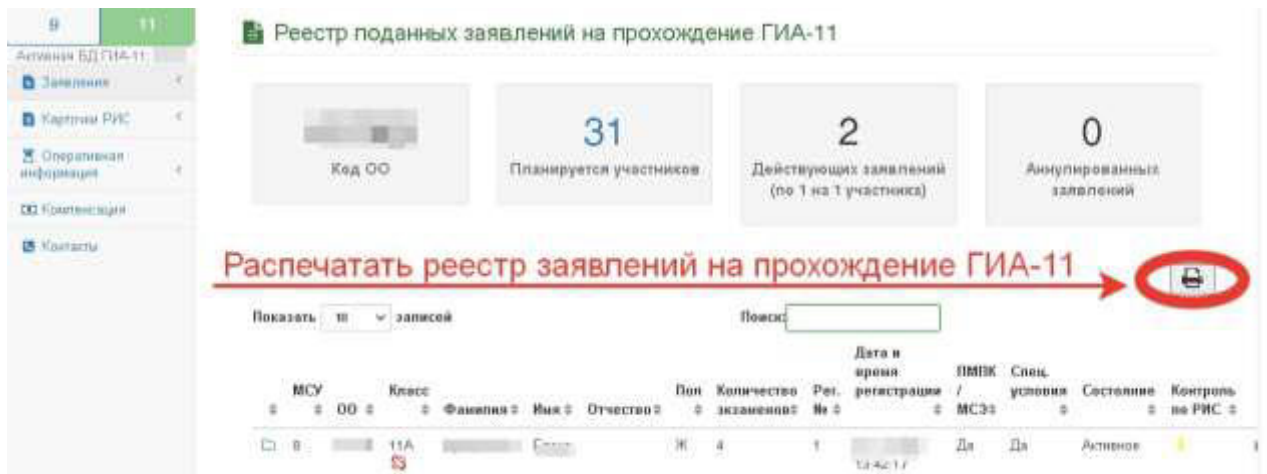 9 11
Активная БД ГИА-11:
Заявления
Карточки РИС
Оперативная
информация
Компенсация
Контакты
Реестр поданных заявлений на прохождение ГИА-11
Код ОО
31
Планируется участников
2
Действующих заявлений
(по 1 на 1 участника)
0
Аннулированных
заявлений
Распечатать реестр заявлений на прохождение ГИА-11
Показать 10 записей
Поиск:
МСУ
ОО
Класс
Фамилия
Имя
Отчество
Пол
Количество
экзаменов
Рег.
№
Дата и
время
регистрации
ПМПК
/
МСЭ
Спец.
условия
Состояние
Контроль
по РИС
8 11А Ж 4 1 13:42:17 Да Да Активное